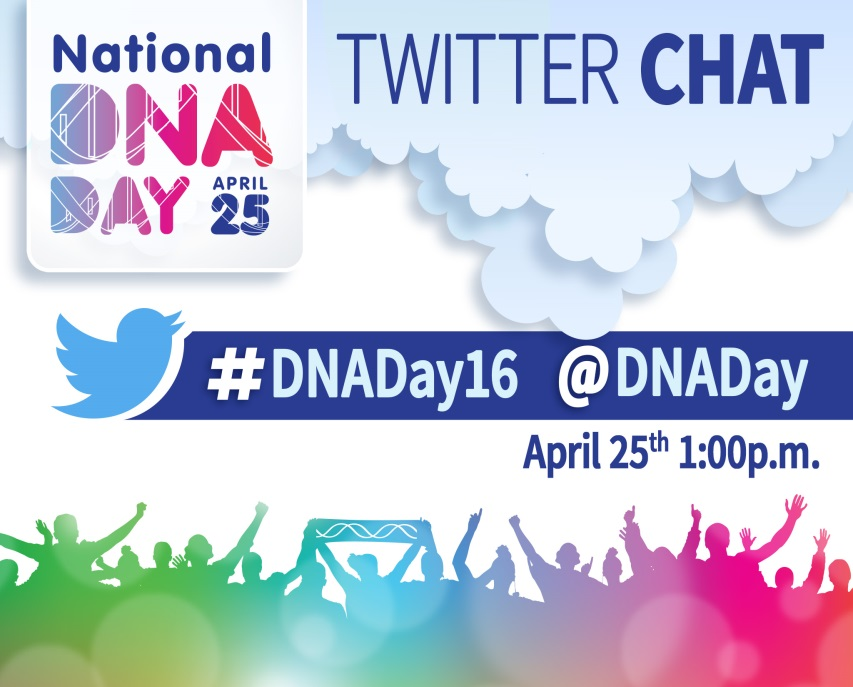 National
DNA
DAY
APRIL
25
TWITTER CHAT
#DNADay16 @DNADay
April 25th 1:00p.m.